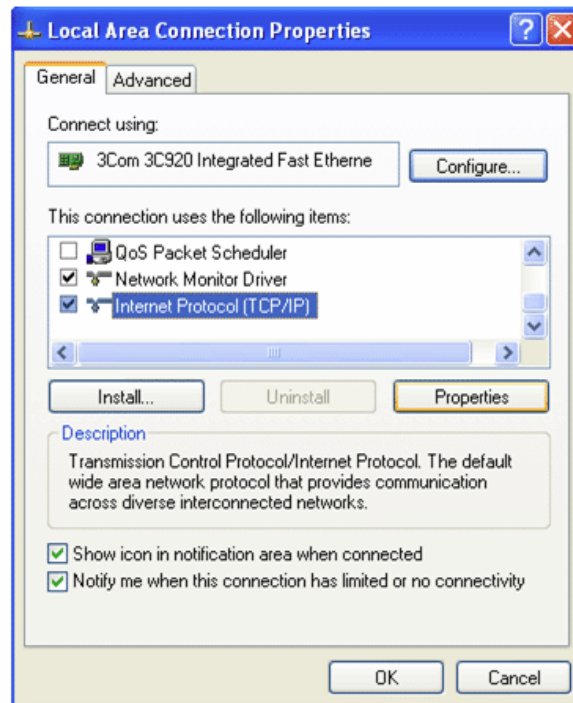 Local Area Connection Properties
General Advanced
Connect using:
3Com 3C920 Integrated Fast Etherne
Configure...
This connection uses the following items:
QoS Packet Scheduler
Network Monitor Driver
Internet Protocol (TCP/IP)
Install... Uninstall Properties
Description
Transmission Control Protocol/Internet Protocol. The default
wide area network protocol that provides communication
across diverse interconnected networks.
Show icon in notification area when connected
Notify me when this connection has limited or no connectivity
OK Cancel